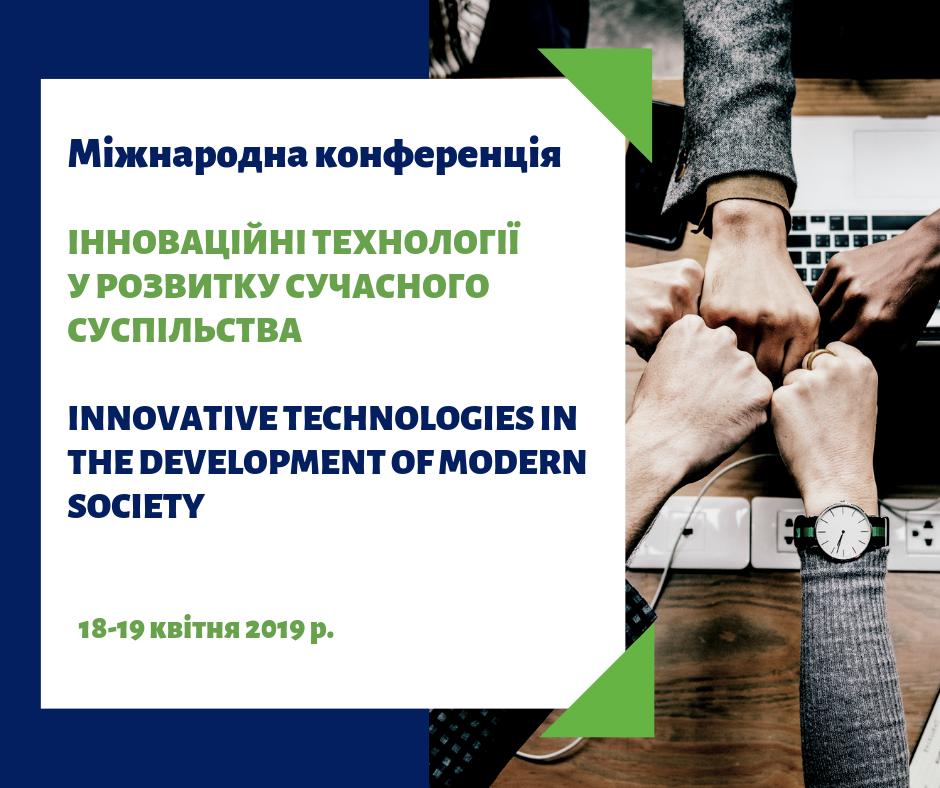 Міжнародна конференція
ІННОВАЦІЙНІ ТЕХНОЛОГІЇ
У РОЗВИТКУ СУЧАСНОГО
СУСПІЛЬСТВА
INNOVATIVE TECHNOLOGIES IN
THE DEVELOPMENT OF MODERN
SOCIETY
18-19 квітня 2019 р.